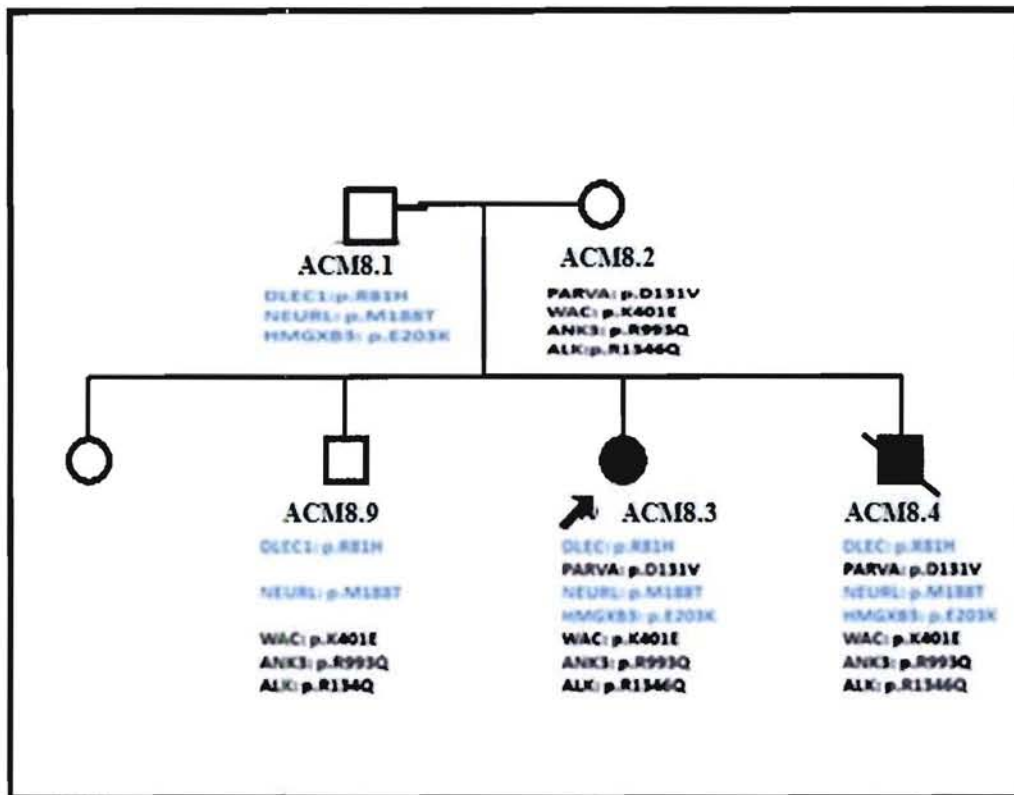 ACM8.1
DLEC1: p.R81H
NEURL: p.M188T
HMGXB3: p.E203K
ACM8.2
PARVA: p.D131V
WAC: p.K401E
ANK3: p.R993Q
ALK:p.R1346Q
ACM8.9
DLEC1: p.R81H
NEURL: p.M188T
WAC: p.K401E
ANK3: p.R993Q
ALK: p.R134Q
ACM8.3
DLEC: p.R81H
PARVA: p.D131V
NEURL: p.M188T
HMGXB3: p.E203K
WAC: p.K401E
ANK3: p.R993Q
ALK: p.R1346Q
ACM8.4
DLEC: p.R81H
PARVA: p.D131V
NEURL: p.M188T
HMGXB3: p.E203K
WAC: p.K401E
ANK3: p.R993Q
ALK: p.R1346Q